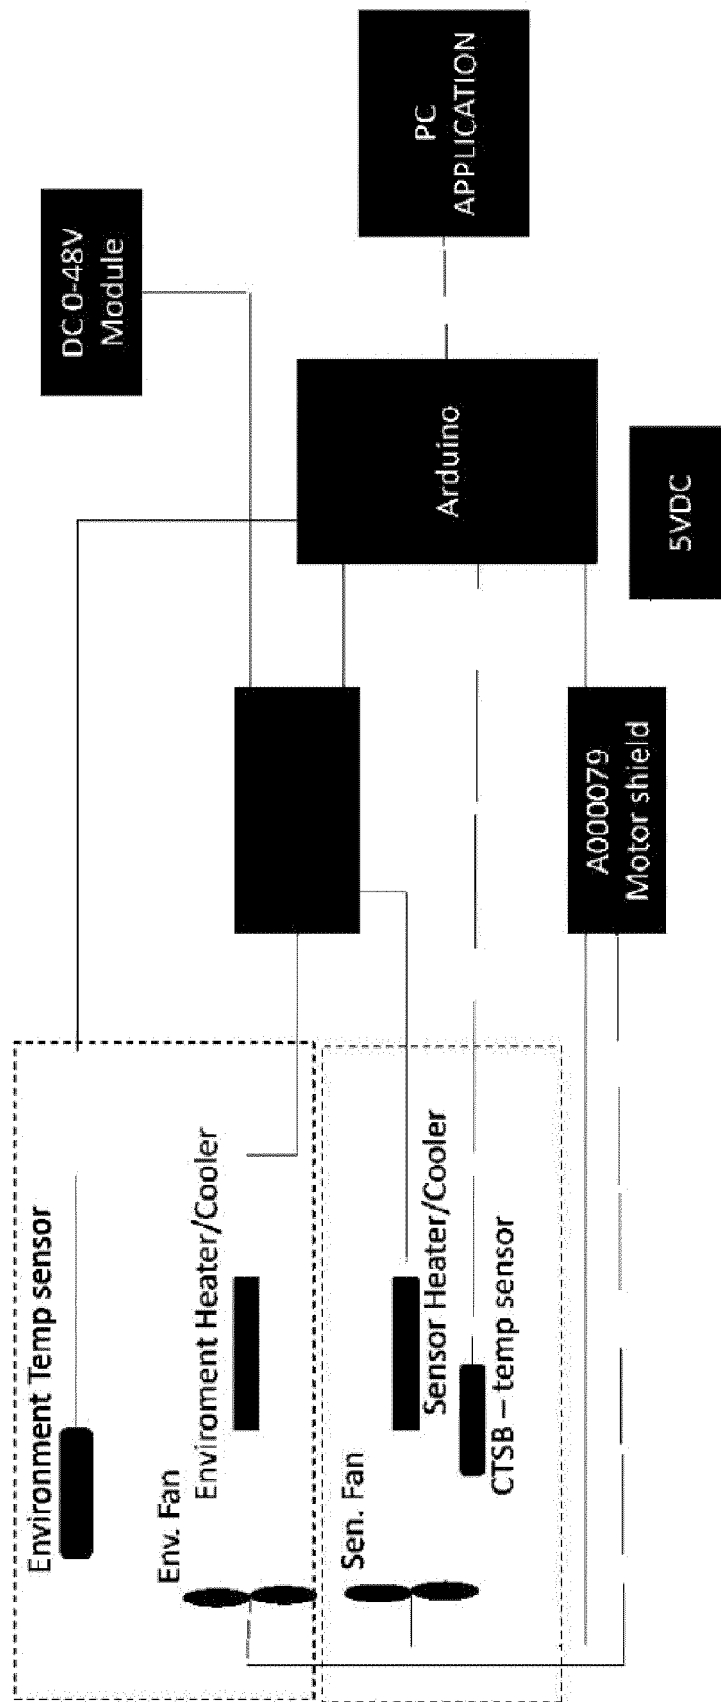 Environment Temp sensor
Env. Fan
Enviroment Heater/Cooler
Sen. Fan
Sensor Heater/Cooler
CTSB – temp sensor
DC 0-48V
Module
Arduino
A000079
Motor shield
5VDC
PC
APPLICATION